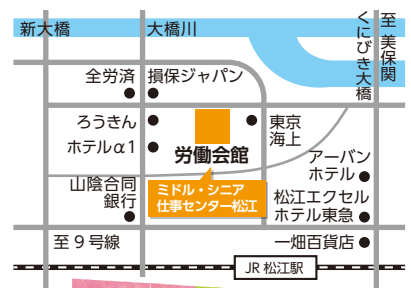 新大橋
大橋川
くにびき大橋
至 美保関
全労済
損保ジャパン
ろうきん
ホテルα1
労働会館
東京
海上
アーバン
ホテル
山陰合同
銀行
ミドル・シニア
仕事センター松江
松江エクセル
ホテル東急
至9号線
一畑百貨店
JR 松江駅